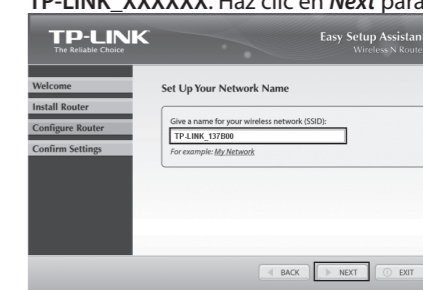 TP-LINK_XXXXXX. Haz clic en Next para
TP-LINK
The Reliable Choice
Easy Setup Assistan
Wireless N Route
Welcome
Install Router
Configure Router
Confirm Settings
Set Up Your Network Name
Give a name for your wireless network (SSID):
TP-LINK_137B00
For example: My Network
BACK
NEXT
EXIT